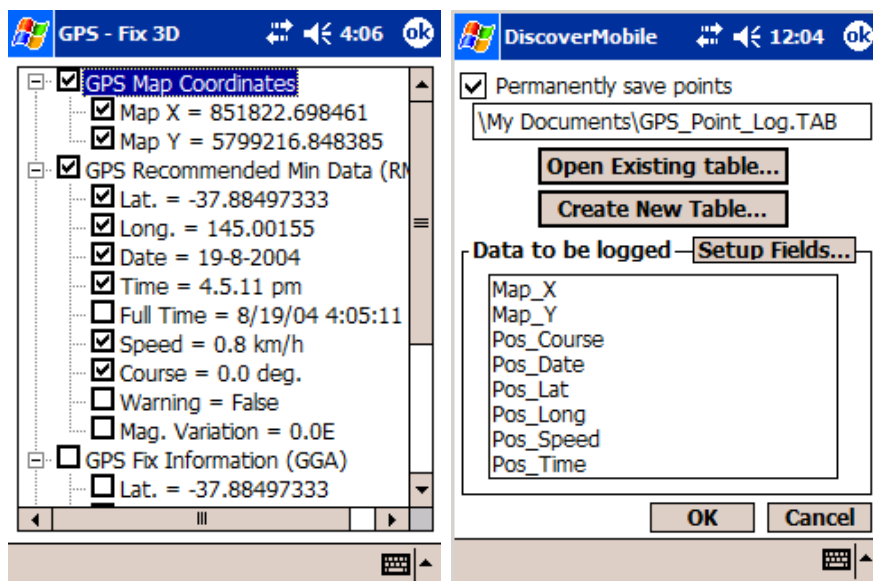 GPS - Fix 3D 4:06 ok
GPS Map Coordinates
Map X = 851822.698461
Map Y = 5799216.848385
GPS Recommended Min Data (RM
Lat. = -37.88497333
Long. = 145.00155
Date = 19-8-2004
Time = 4.5.11 pm
Full Time = 8/19/04 4:05:11
Speed = 0.8 km/h
Course = 0.0 deg.
Warning = False
Mag. Variation = 0.0E
GPS Fix Information (GGA)
Lat. = -37.88497333
DiscoverMobile 12:04 ok
Permanently save points
\My Documents\GPS_Point_Log.TAB
Open Existing table...
Create New Table...
Data to be logged Setup Fields...
Map_X
Map_Y
Pos_Course
Pos_Date
Pos_Lat
Pos_Long
Pos_Speed
Pos_Time
OK Cancel